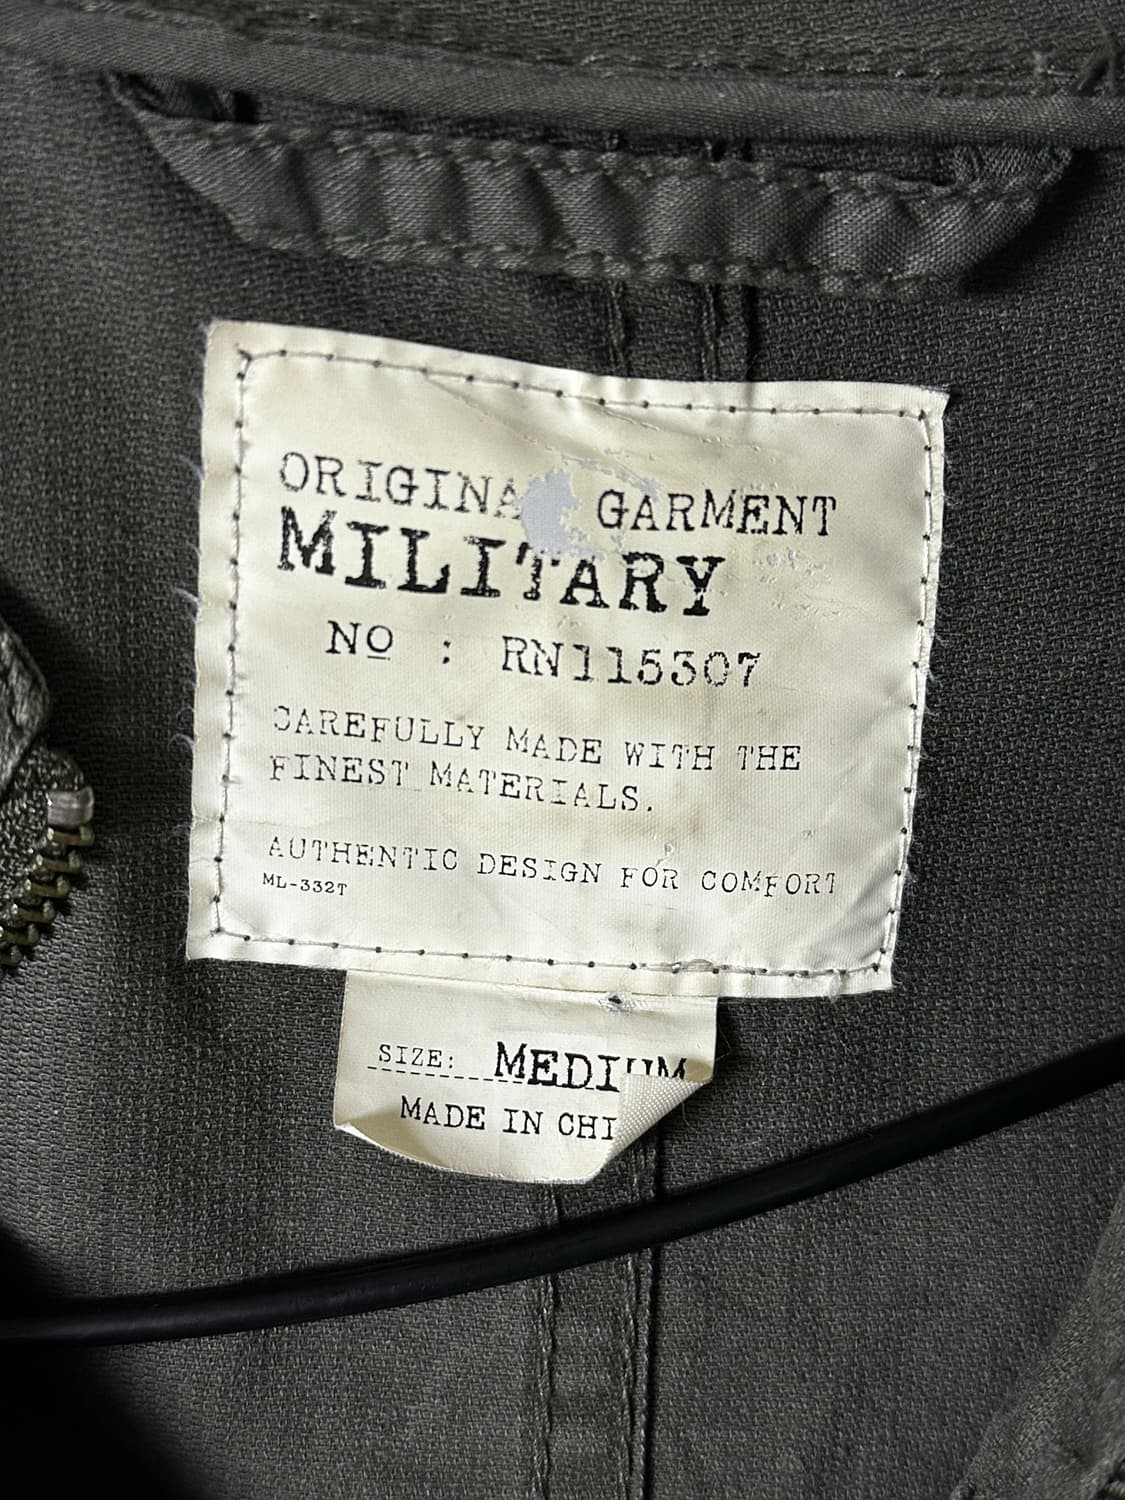 ORIGINA GARMENT
MILITARY
Nº : RN115307
CAREFULLY MADE WITH THE
FINEST MATERIALS.
AUTHENTIC DESIGN FOR COMFORT
ML-332T
SIZE: MEDIUM
MADE IN CHI